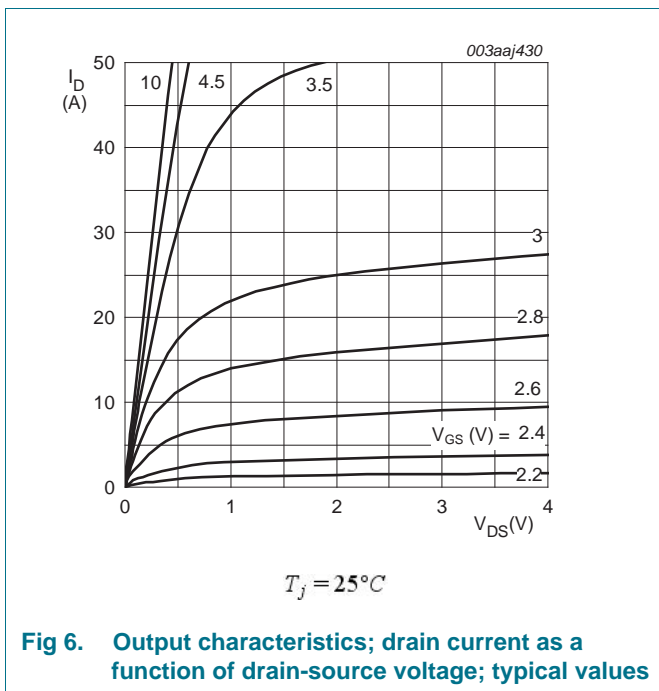 003aaj430
I_D
(A)
50
40
30
20
10
0
10
4.5
3.5
3
2.8
2.6
V_GS (V) = 2.4
2.2
0
1
2
3
4
V_DS(V)
T_j = 25°C
Fig 6. Output characteristics; drain current as a
function of drain-source voltage; typical values